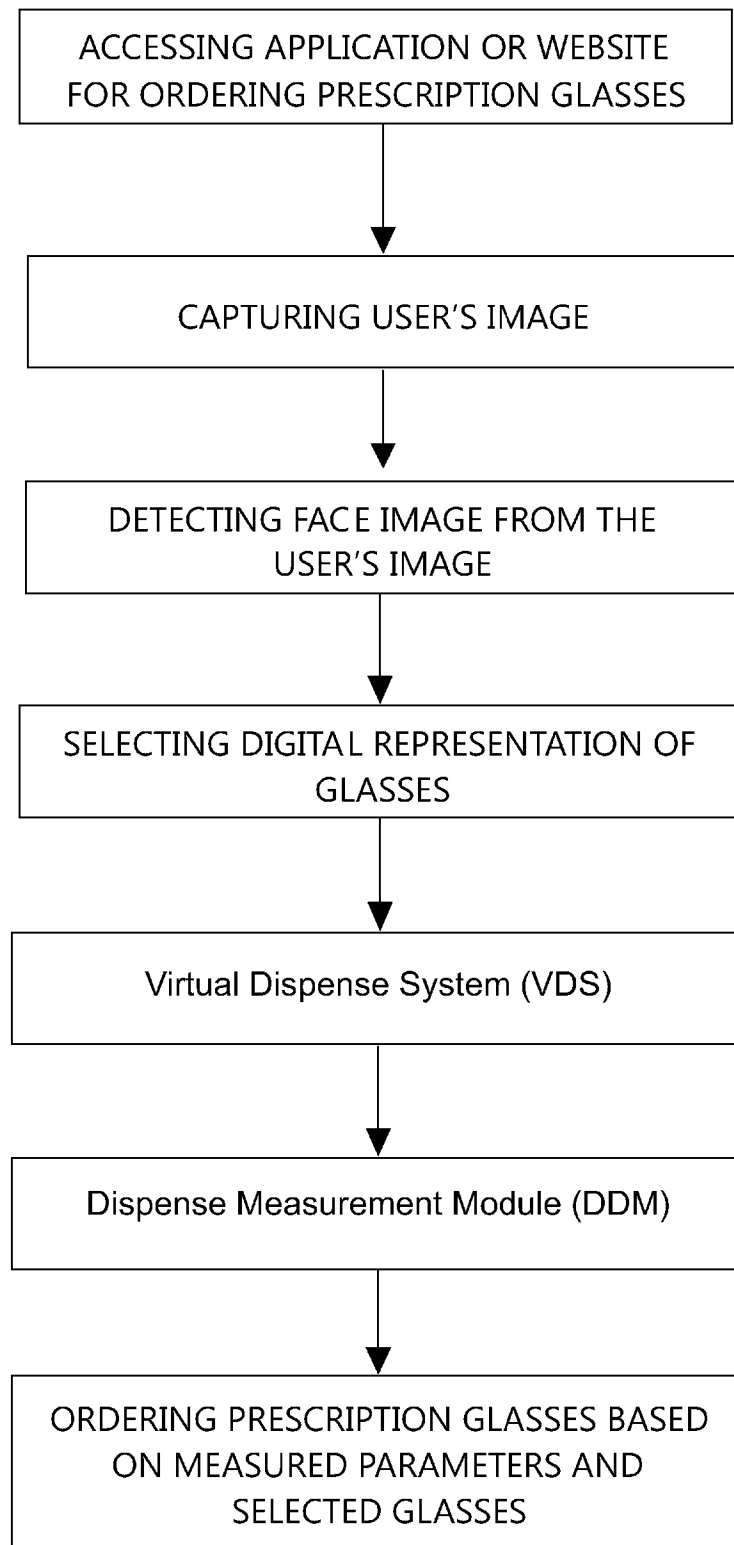 ACCESSING APPLICATION OR WEBSITE
FOR ORDERING PRESCRIPTION GLASSES
CAPTURING USER'S IMAGE
DETECTING FACE IMAGE FROM THE
USER'S IMAGE
SELECTING DIGITAL REPRESENTATION OF
GLASSES
Virtual Dispense System (VDS)
Dispense Measurement Module (DDM)
ORDERING PRESCRIPTION GLASSES BASED
ON MEASURED PARAMETERS AND
SELECTED GLASSES